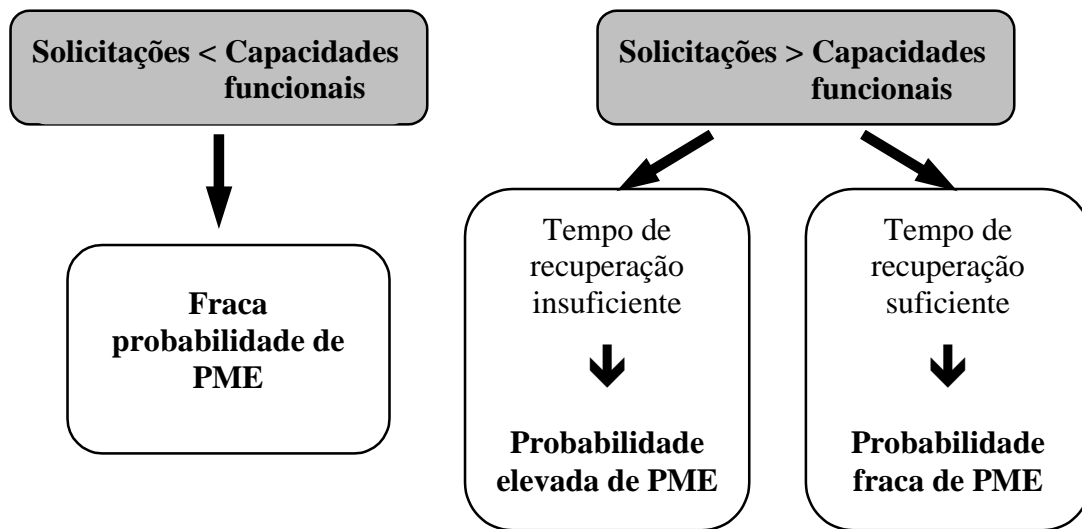 Solicitações < Capacidades
funcionais
Solicitações > Capacidades
funcionais
Fraca
probabilidade de
PME
Tempo de
recuperação
insuficiente
Probabilidade
elevada de PME
Tempo de
recuperação
suficiente
Probabilidade
fraca de PME